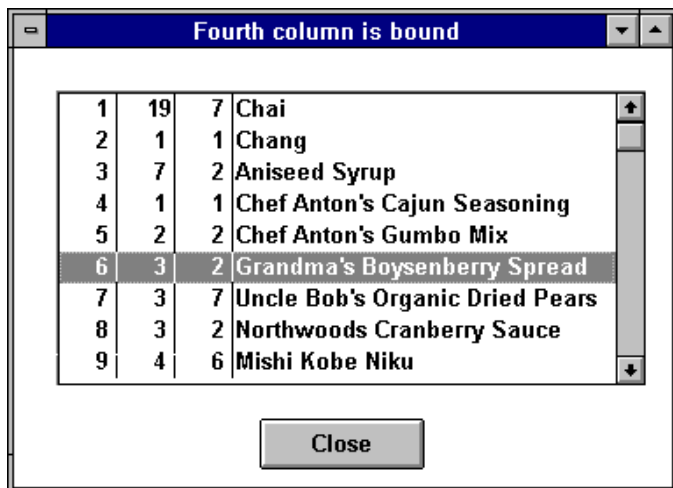 Fourth column is bound
1 19 7 Chai
2 1 1 Chang
3 7 2 Aniseed Syrup
4 1 1 Chef Anton's Cajun Seasoning
5 2 2 Chef Anton's Gumbo Mix
6 3 2 Grandma's Boysenberry Spread
7 3 7 Uncle Bob's Organic Dried Pears
8 3 2 Northwoods Cranberry Sauce
9 4 6 Mishi Kobe Niku
Close